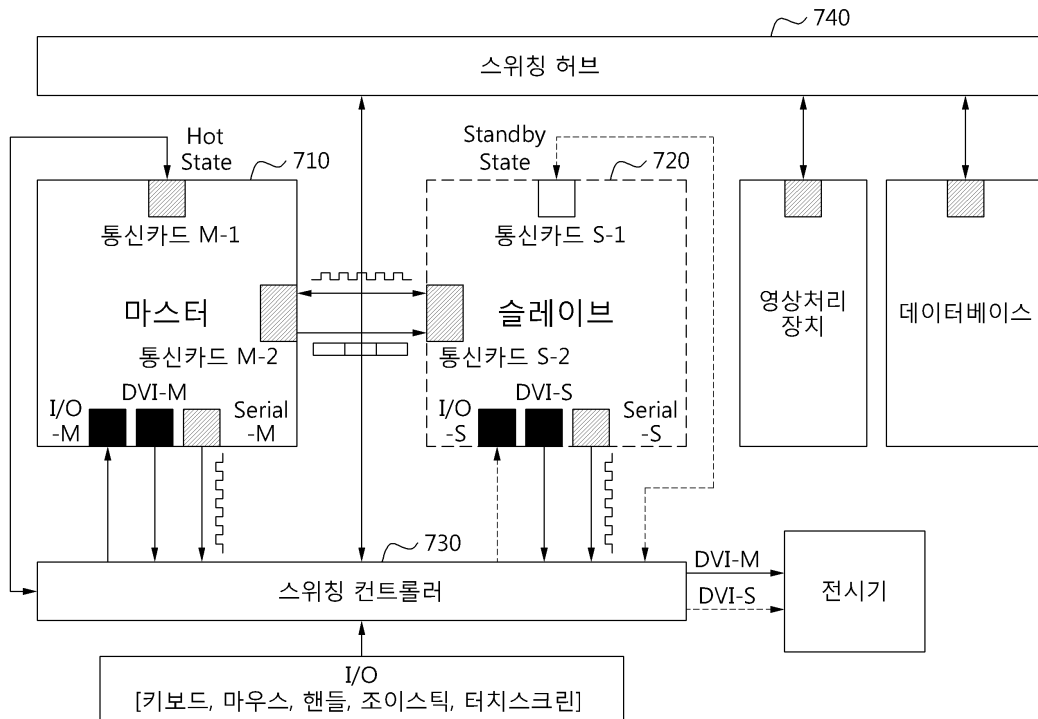 740
스위칭 허브
Hot
State
710
통신카드 M-1
마스터
통신카드 M-2
DVI-M
I/O
-M
Serial
-M
Standby
State
720
통신카드 S-1
슬레이브
통신카드 S-2
DVI-S
I/O
-S
Serial
-S
영상처리
장치
데이터베이스
730
스위칭 컨트롤러
DVI-M
DVI-S
전시기
I/O
[키보드, 마우스, 핸들, 조이스틱, 터치스크린]